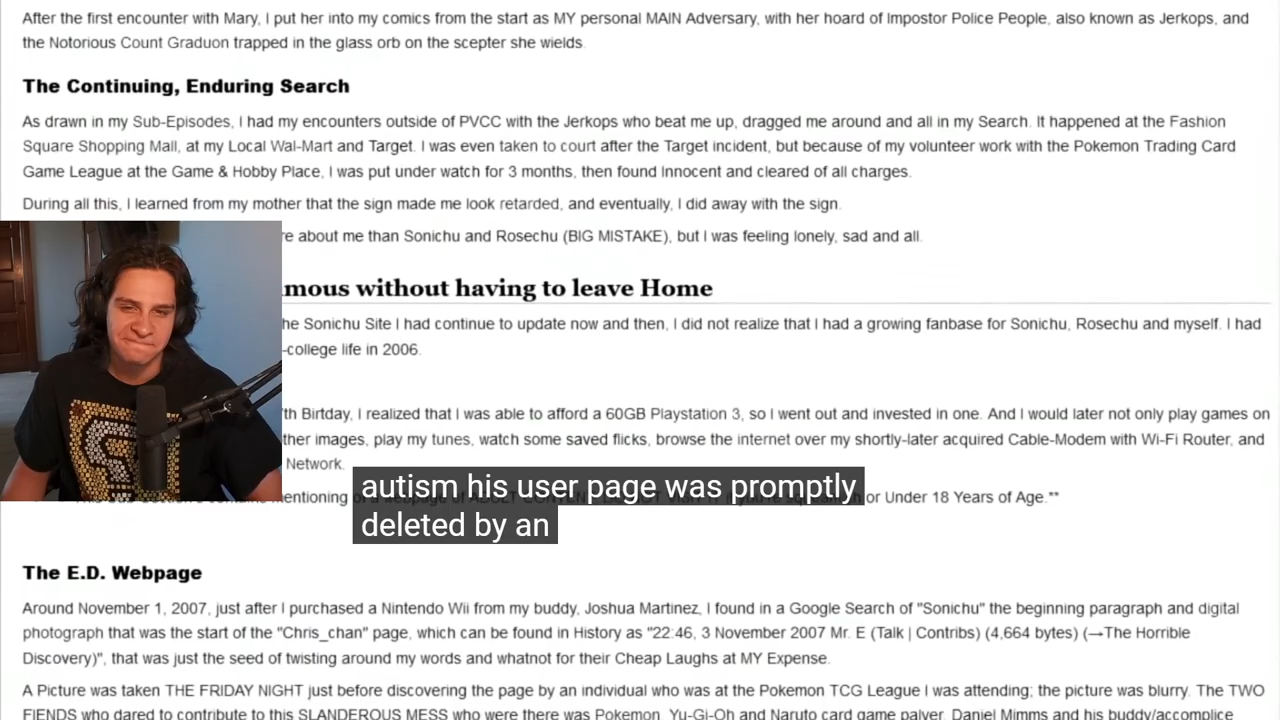 After the first encounter with Mary, I put her into my comics from the start as MY personal MAIN Adversary, with her hoard of Impostor Police People, also known as Jerkops, and
the Notorious Count Graduon trapped in the glass orb on the scepter she wields.
The Continuing, Enduring Search
As drawn in my Sub-Episodes, I had my encounters outside of PVCC with the Jerkops who beat me up, dragged me around and all in my Search. It happened at the Fashion
Square Shopping Mall, at my Local Wal-Mart and Target. I was even taken to court after the Target incident, but because of my volunteer work with the Pokemon Trading Card
Game League at the Game & Hobby Place, I was put under watch for 3 months, then found Innocent and cleared of all charges.
During all this, I learned from my mother that the sign made me look retarded, and eventually, I did away with the sign.
re about me than Sonichu and Rosechu (BIG MISTAKE), but I was feeling lonely, sad and all.
mous without having to leave Home
he Sonichu Site I had continue to update now and then, I did not realize that I had a growing fanbase for Sonichu, Rosechu and myself. I had
-college life in 2006.
th Birtday, I realized that I was able to afford a 60GB Playstation 3, so I went out and invested in one. And I would later not only play games on
ther images, play my tunes, watch some saved flicks, browse the internet over my shortly-later acquired Cable-Modem with Wi-Fi Router, and
Network.
or Under 18 Years of Age.**
autism his user page was promptly
deleted by an
The E.D. Webpage
Around November 1, 2007, just after I purchased a Nintendo Wii from my buddy, Joshua Martinez, I found in a Google Search of "Sonichu" the beginning paragraph and digital
photograph that was the start of the "Chris_chan" page, which can be found in History as "22:46, 3 November 2007 Mr. E (Talk | Contribs) (4,664 bytes) (→The Horrible
Discovery)", that was just the seed of twisting around my words and whatnot for their Cheap Laughs at MY Expense.
A Picture was taken THE FRIDAY NIGHT just before discovering the page by an individual who was at the Pokemon TCG League I was attending; the picture was blurry. The TWO
FIENDS who dared to contribute to this SLANDEROUS MESS who were there was Pokemon, Yu-Gi-Oh and Naruto card game palyer, Daniel Mimms and his buddy/accomplice